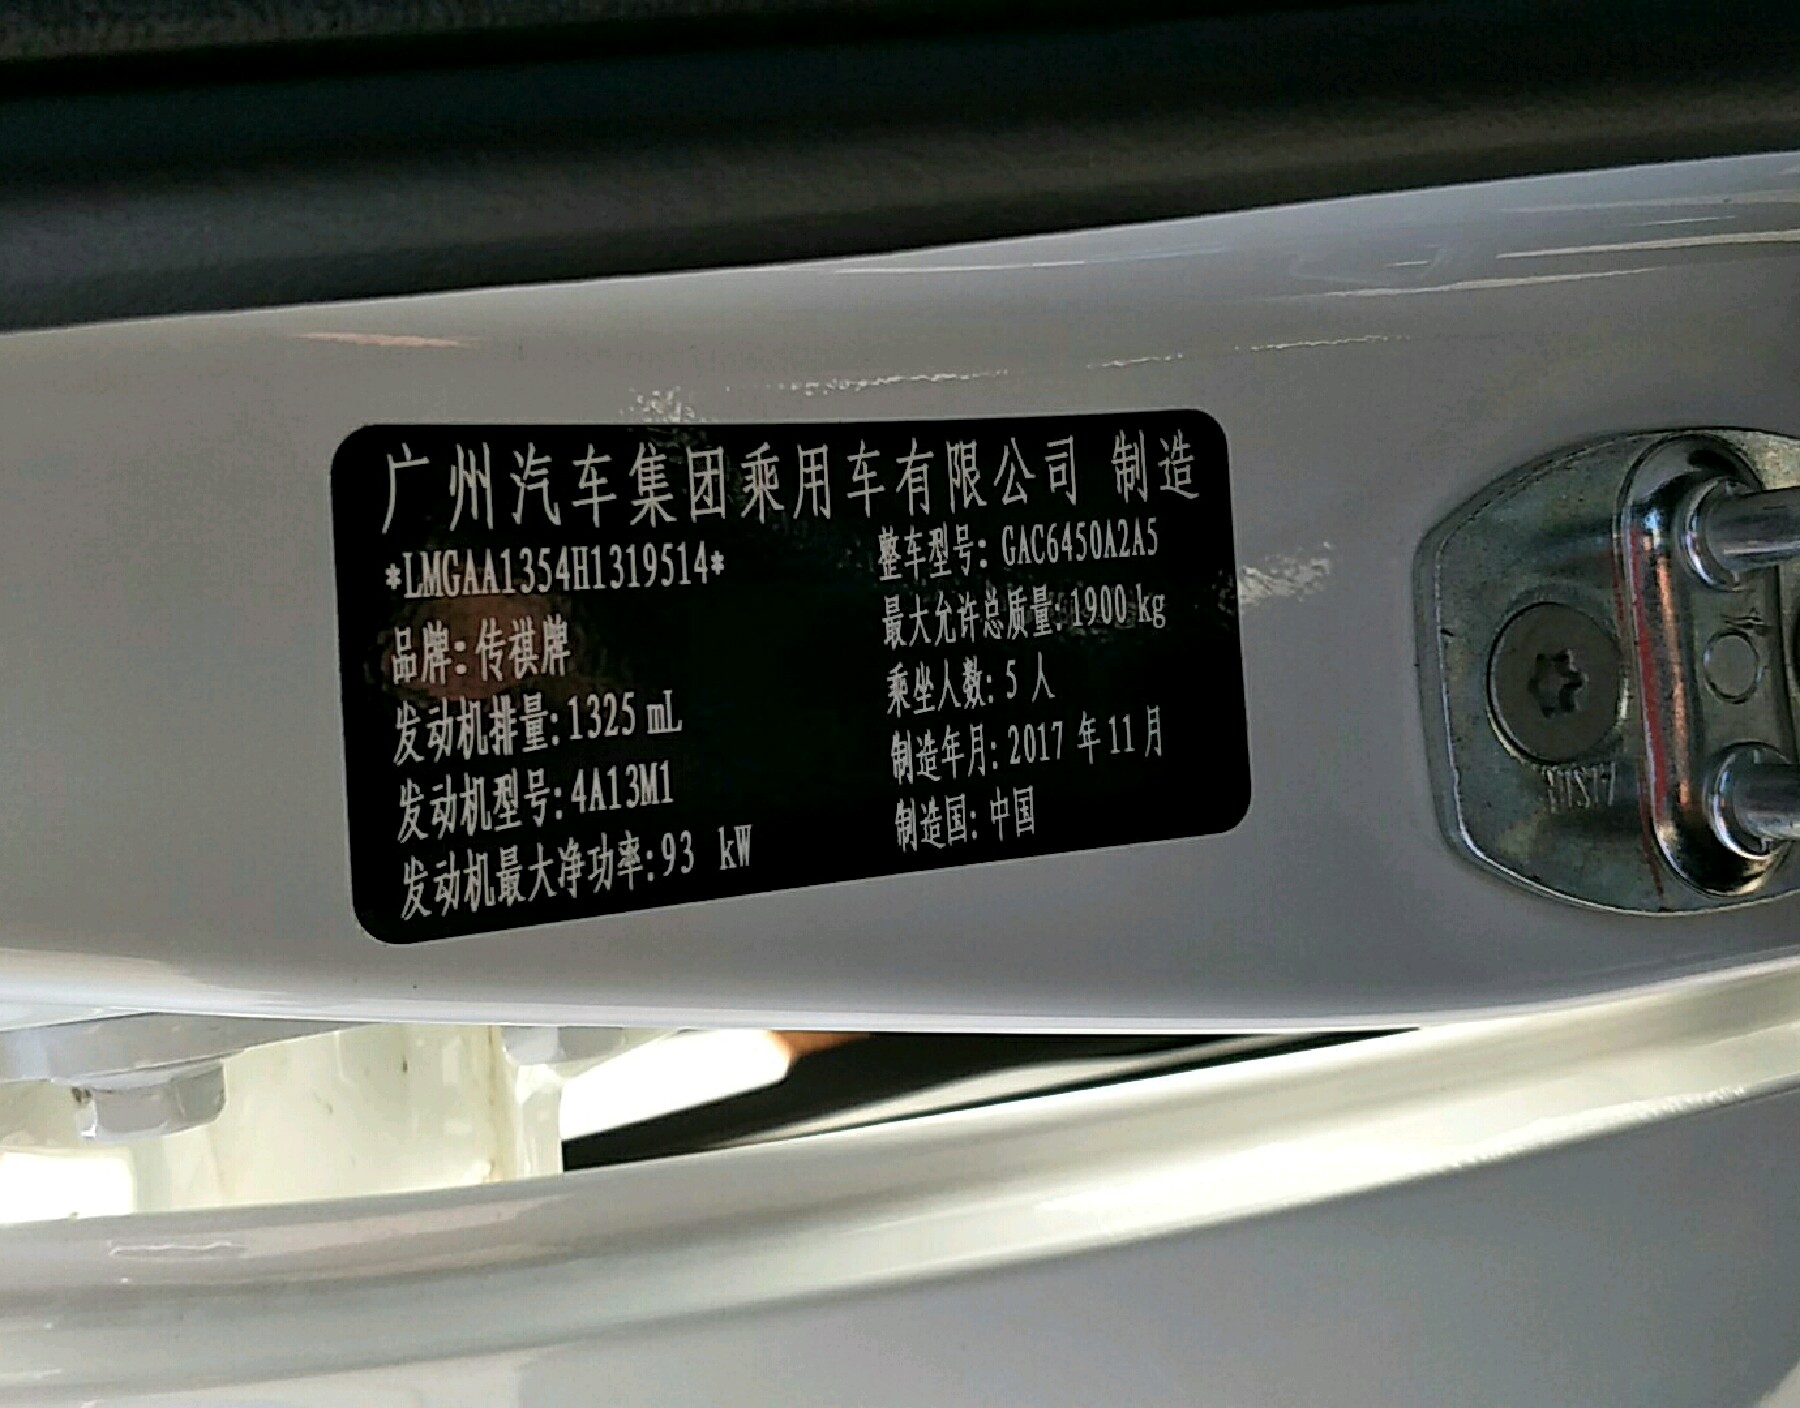 广州汽车集团乘用车有限公司 制造
*LMGAA1354H1319514*
品牌:传祺牌
发动机排量:1325 mL
发动机型号:4A13M1
发动机最大净功率:93 kW
整车型号:GAC6450A2A5
最大允许总质量:1900 kg
乘坐人数:5 人
制造年月:2017 年 11 月
制造国:中国